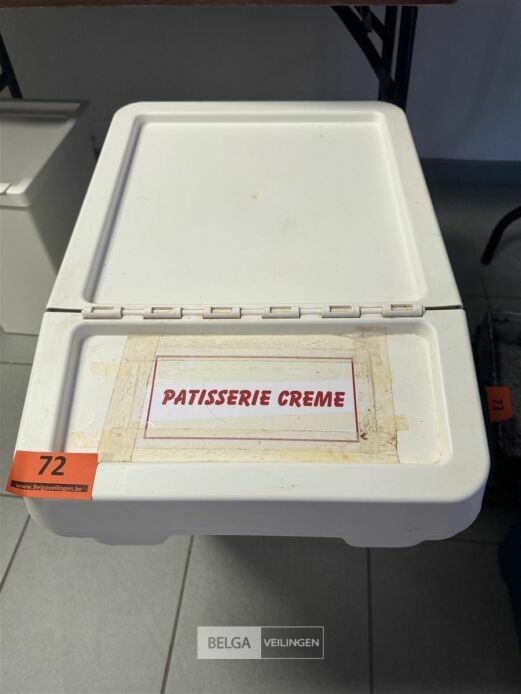 PATISSERIE CREME
72
www.Belgaveilingen.be
73
BELGA VEILINGEN